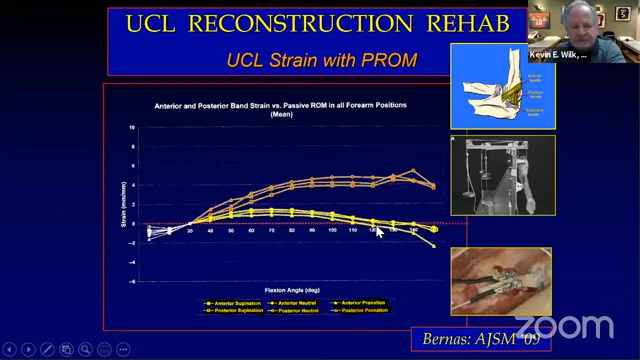 UCL RECONSTRUCTION REHAB
Kevin E. Wilk, ...
UCL Strain with PROM
Anterior and Posterior Band Strain vs. Passive ROM in all Forearm Positions
(Mean)
Strain (mm/mm)
10
8
6
4
2
0
-2
-4
-6
30 40 50 60 70 80 90 100 110 120 130 140
Flexion Angle (deg)
Anterior Supination Anterior Neutral Anterior Pronation
Posterior Supination Posterior Neutral Posterior Pronation
Bernas: AJSM '09
zoom